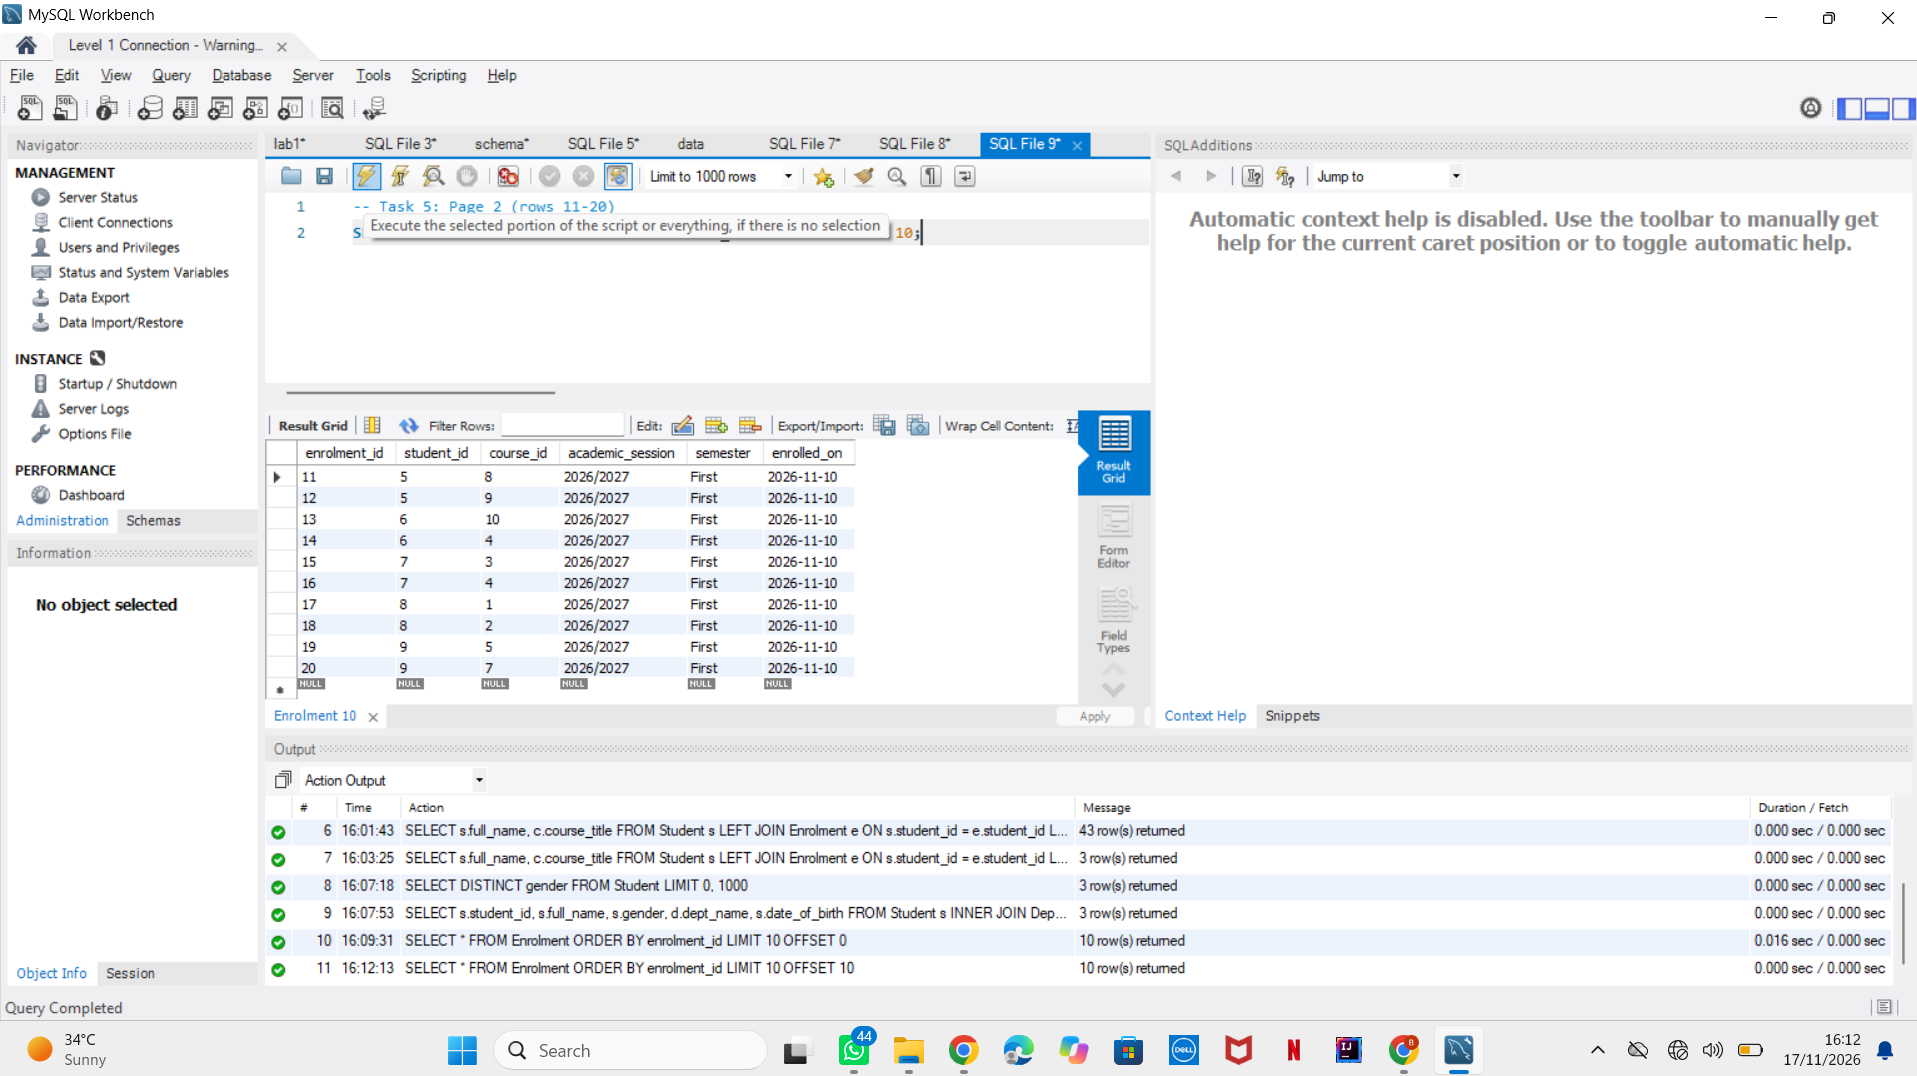 MySQL Workbench
Level 1 Connection - Warning...
File Edit View Query Database Server Tools Scripting Help
Navigator
MANAGEMENT
Server Status
Client Connections
Users and Privileges
Status and System Variables
Data Export
Data Import/Restore
INSTANCE
Startup / Shutdown
Server Logs
Options File
PERFORMANCE
Dashboard
Administration Schemas
Information
No object selected
Object Info Session
lab1* SQL File 3* schema* SQL File 5* data SQL File 7* SQL File 8* SQL File 9*
Limit to 1000 rows
1 -- Task 5: Page 2 (rows 11-20)
2 S 10;
Execute the selected portion of the script or everything, if there is no selection
Result Grid Filter Rows: Edit: Export/Import: Wrap Cell Content:
enrolment_id student_id course_id academic_session semester enrolled_on
11 5 8 2026/2027 First 2026-11-10
12 5 9 2026/2027 First 2026-11-10
13 6 10 2026/2027 First 2026-11-10
14 6 4 2026/2027 First 2026-11-10
15 7 3 2026/2027 First 2026-11-10
16 7 4 2026/2027 First 2026-11-10
17 8 1 2026/2027 First 2026-11-10
18 8 2 2026/2027 First 2026-11-10
19 9 5 2026/2027 First 2026-11-10
20 9 7 2026/2027 First 2026-11-10
NULL NULL NULL NULL NULL NULL
Result Grid
Form Editor
Field Types
Enrolment 10 Apply
SQLAdditions
Jump to
Automatic context help is disabled. Use the toolbar to manually get
help for the current caret position or to toggle automatic help.
Context Help Snippets
Output
Action Output
# Time Action Message Duration / Fetch
6 16:01:43 SELECT s.full_name, c.course_title FROM Student s LEFT JOIN Enrolment e ON s.student_id = e.student_id L... 43 row(s) returned 0.000 sec / 0.000 sec
7 16:03:25 SELECT s.full_name, c.course_title FROM Student s LEFT JOIN Enrolment e ON s.student_id = e.student_id L... 3 row(s) returned 0.000 sec / 0.000 sec
8 16:07:18 SELECT DISTINCT gender FROM Student LIMIT 0, 1000 3 row(s) returned 0.000 sec / 0.000 sec
9 16:07:53 SELECT s.student_id, s.full_name, s.gender, d.dept_name, s.date_of_birth FROM Student s INNER JOIN Dep... 3 row(s) returned 0.000 sec / 0.000 sec
10 16:09:31 SELECT * FROM Enrolment ORDER BY enrolment_id LIMIT 10 OFFSET 0 10 row(s) returned 0.016 sec / 0.000 sec
11 16:12:13 SELECT * FROM Enrolment ORDER BY enrolment_id LIMIT 10 OFFSET 10 10 row(s) returned 0.000 sec / 0.000 sec
Query Completed
34°C
Sunny
Search
44
DELL
N
IJ
B
16:12
17/11/2026